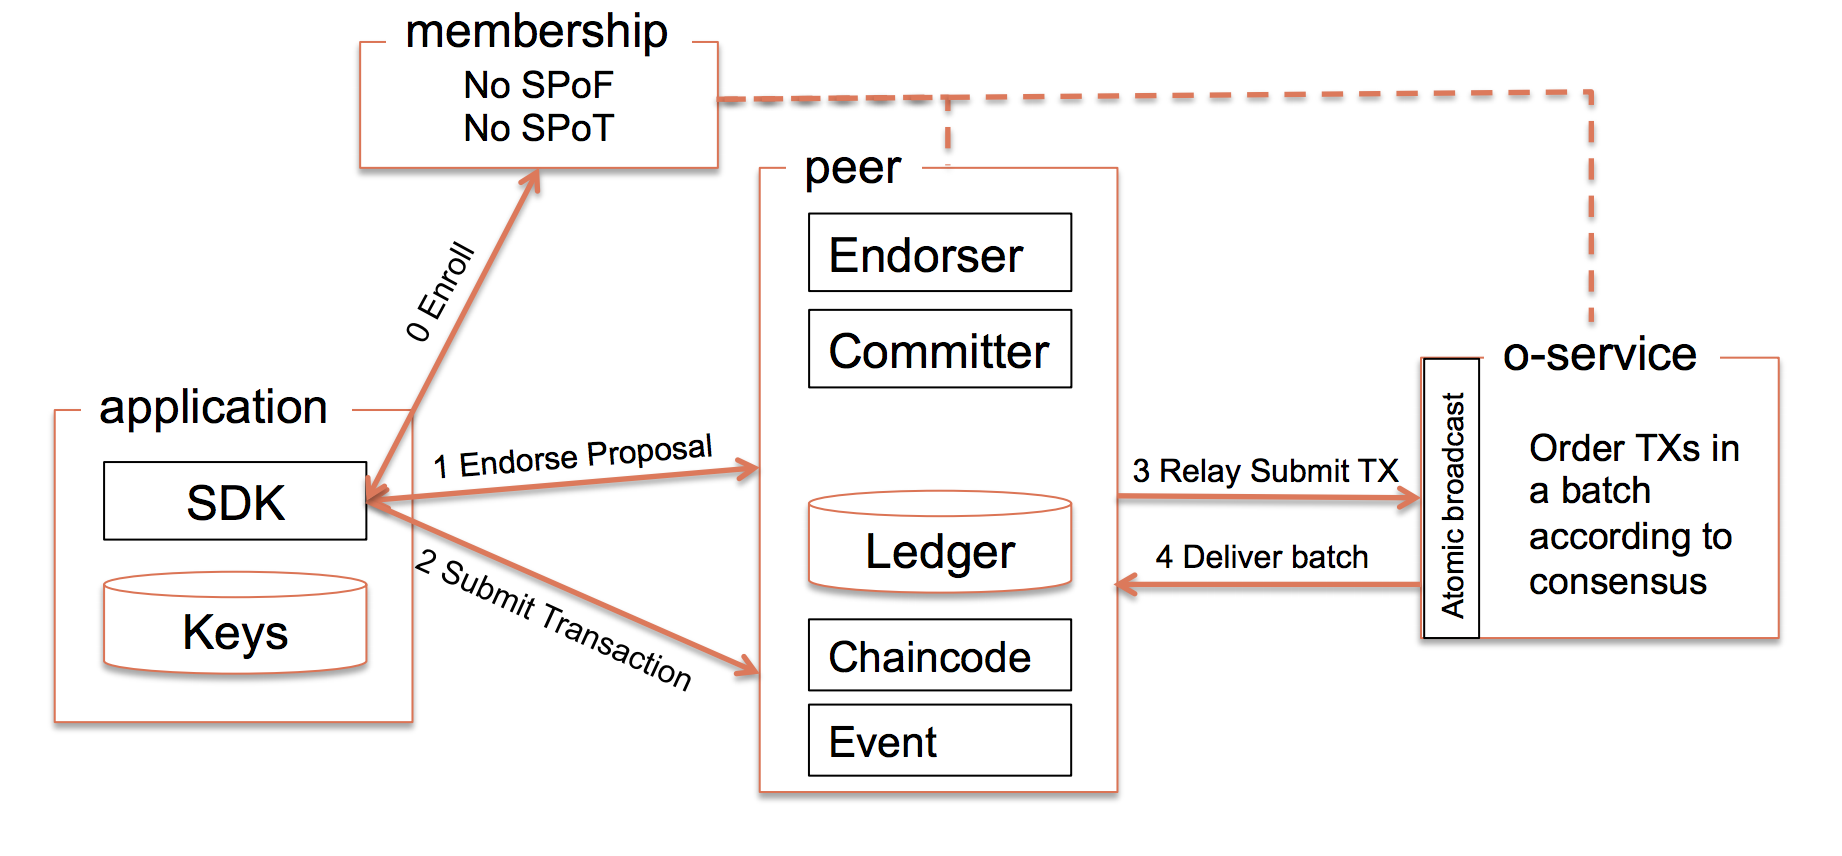 membership
No SPoF
No SPoT
peer
Endorser
Committer
0 Enroll
application
SDK
Keys
1 Endorse Proposal
2 Submit Transaction
Ledger
Chaincode
Event
3 Relay Submit TX
4 Deliver batch
o-service
Atomic broadcast
Order TXs in
a batch
according to
consensus